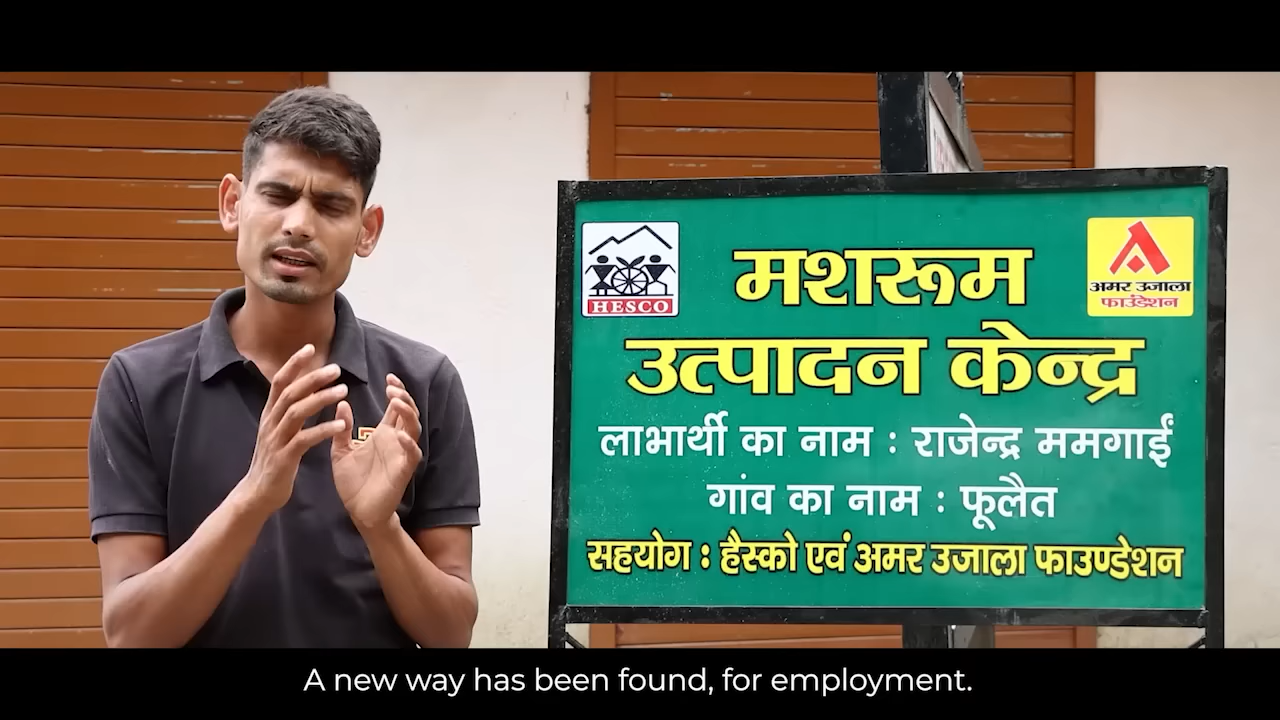 HESCO
अमर उजाला
फाउंडेशन
मशरूम
उत्पादन केन्द्र
लाभार्थी का नाम : राजेन्द्र ममगाईं
गांव का नाम : फूलैत
सहयोग : हैस्को एवं अमर उजाला फाउण्डेशन
A new way has been found, for employment.